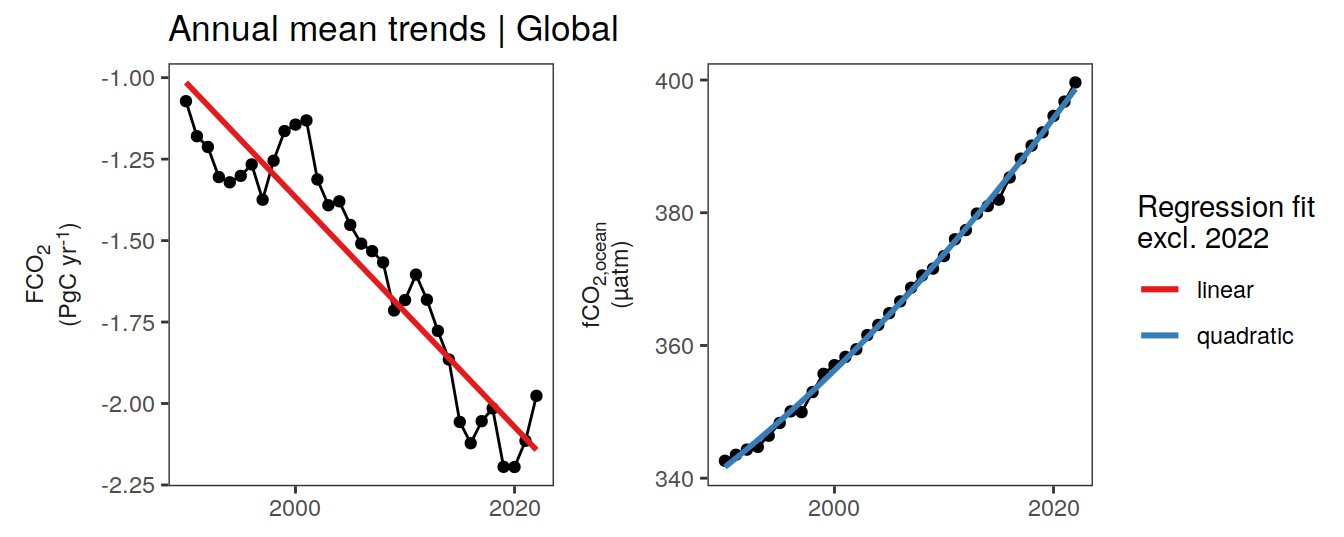 Annual mean trends | Global
FCO₂
(PgC yr⁻¹)
-1.00
-1.25
-1.50
-1.75
-2.00
-2.25
2000
2020
fCO₂,ocean
(µatm)
400
380
360
340
2000
2020
Regression fit
excl. 2022
linear
quadratic